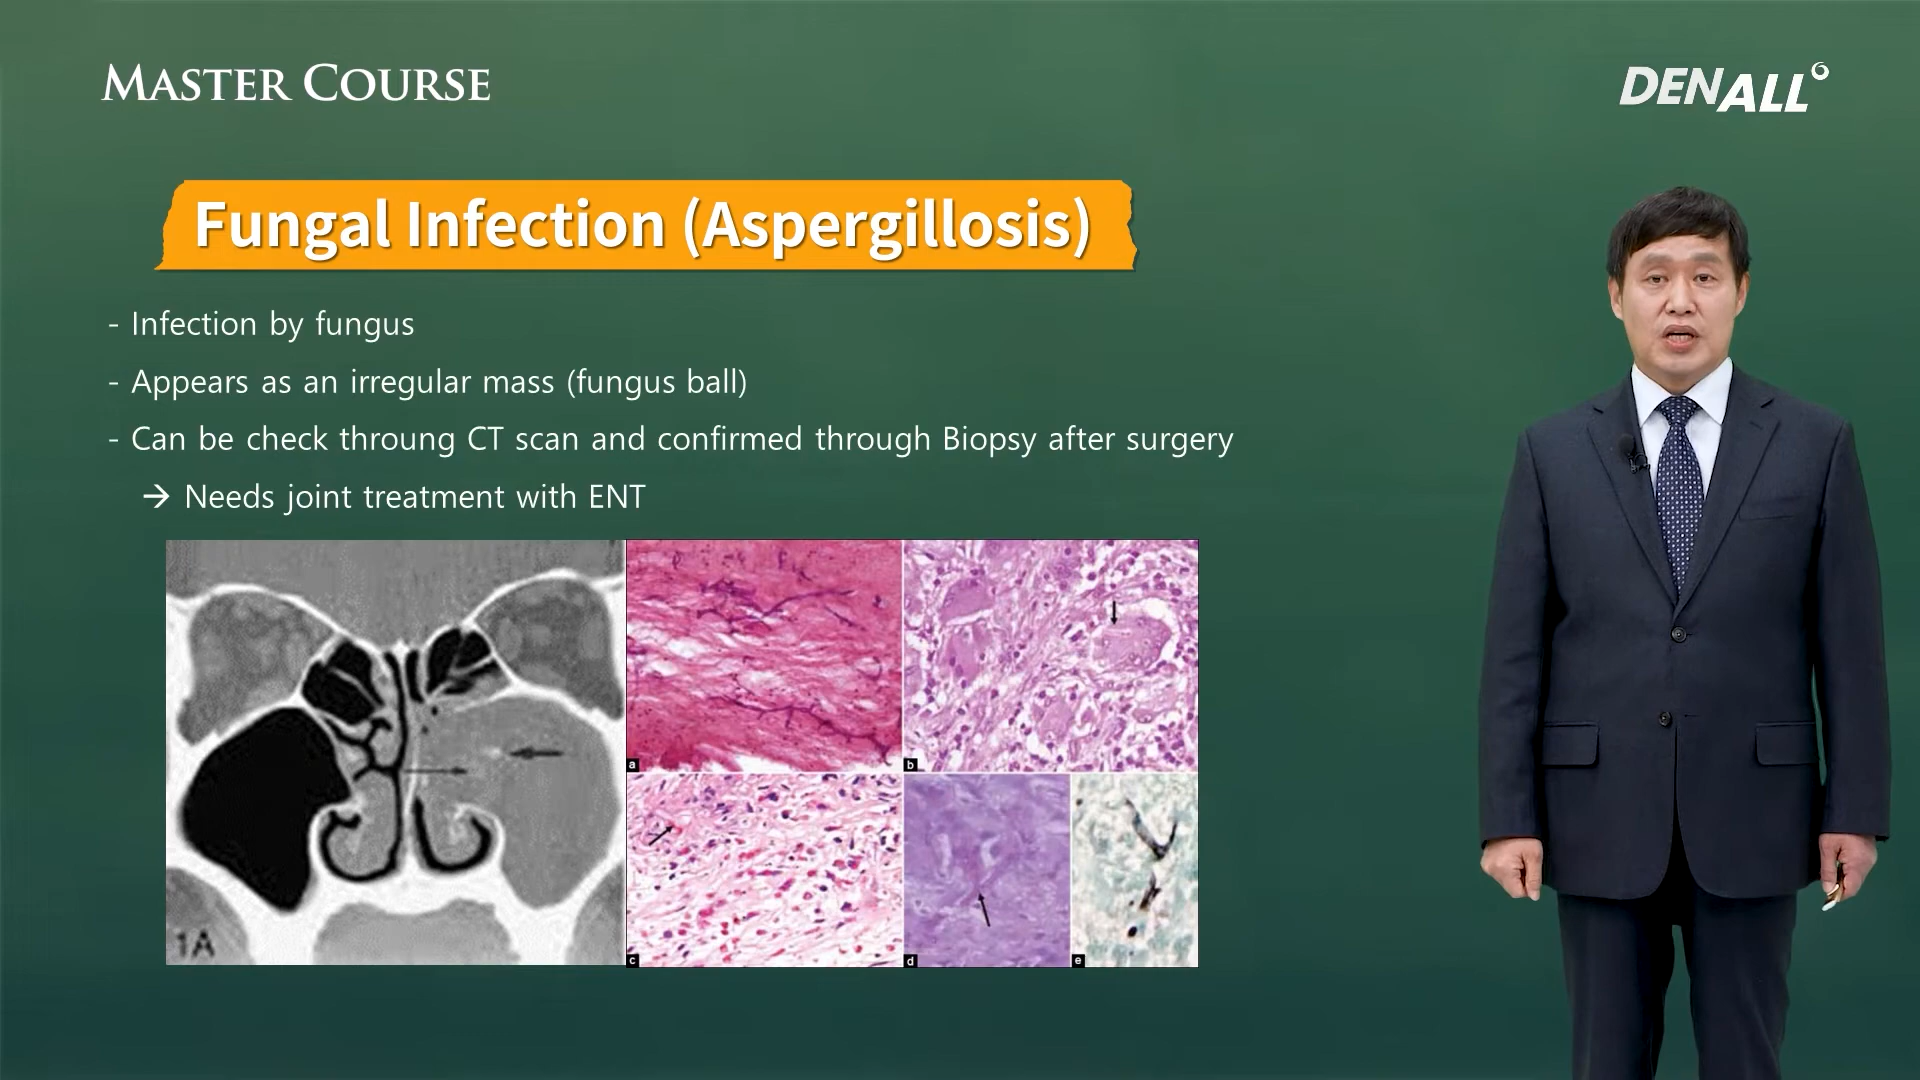 MASTER COURSE
DENALL
Fungal Infection (Aspergillosis)
- Infection by fungus
- Appears as an irregular mass (fungus ball)
- Can be check throung CT scan and confirmed through Biopsy after surgery
→ Needs joint treatment with ENT
a
b
1A
c
d
e